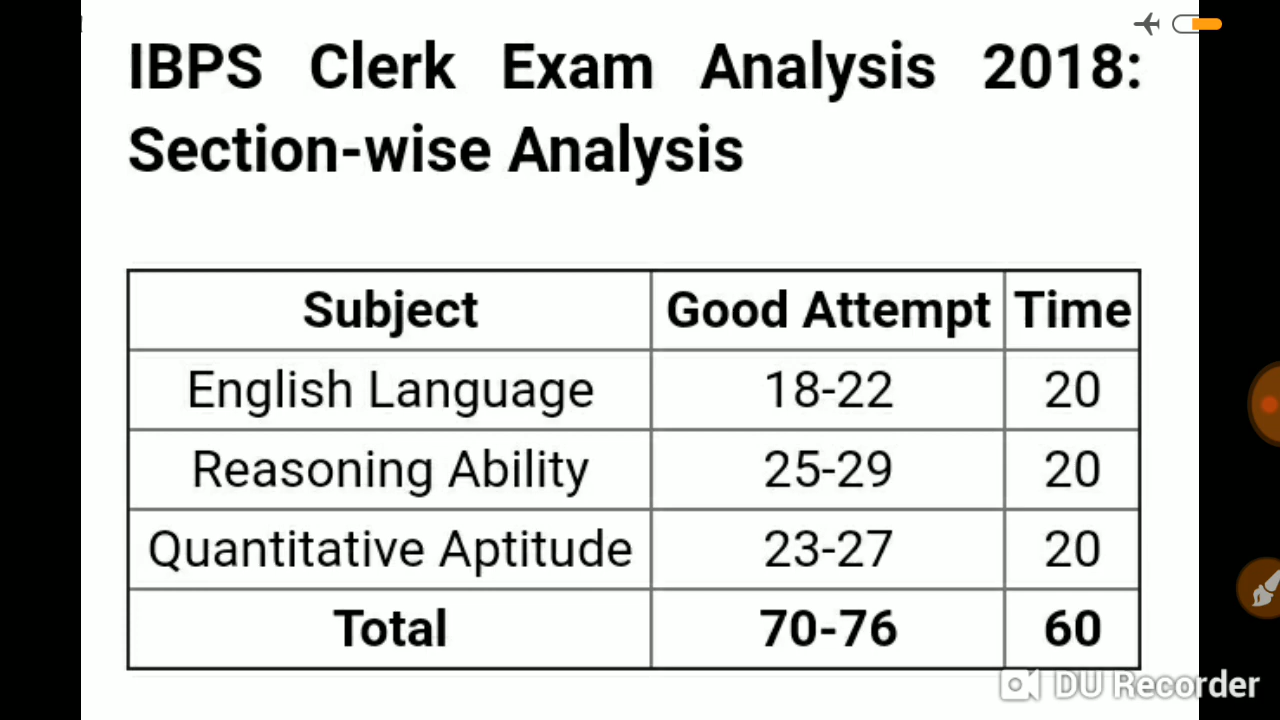 IBPS Clerk Exam Analysis 2018:
Section-wise Analysis
Subject Good Attempt Time
English Language 18-22 20
Reasoning Ability 25-29 20
Quantitative Aptitude 23-27 20
Total 70-76 60
DU Recorder